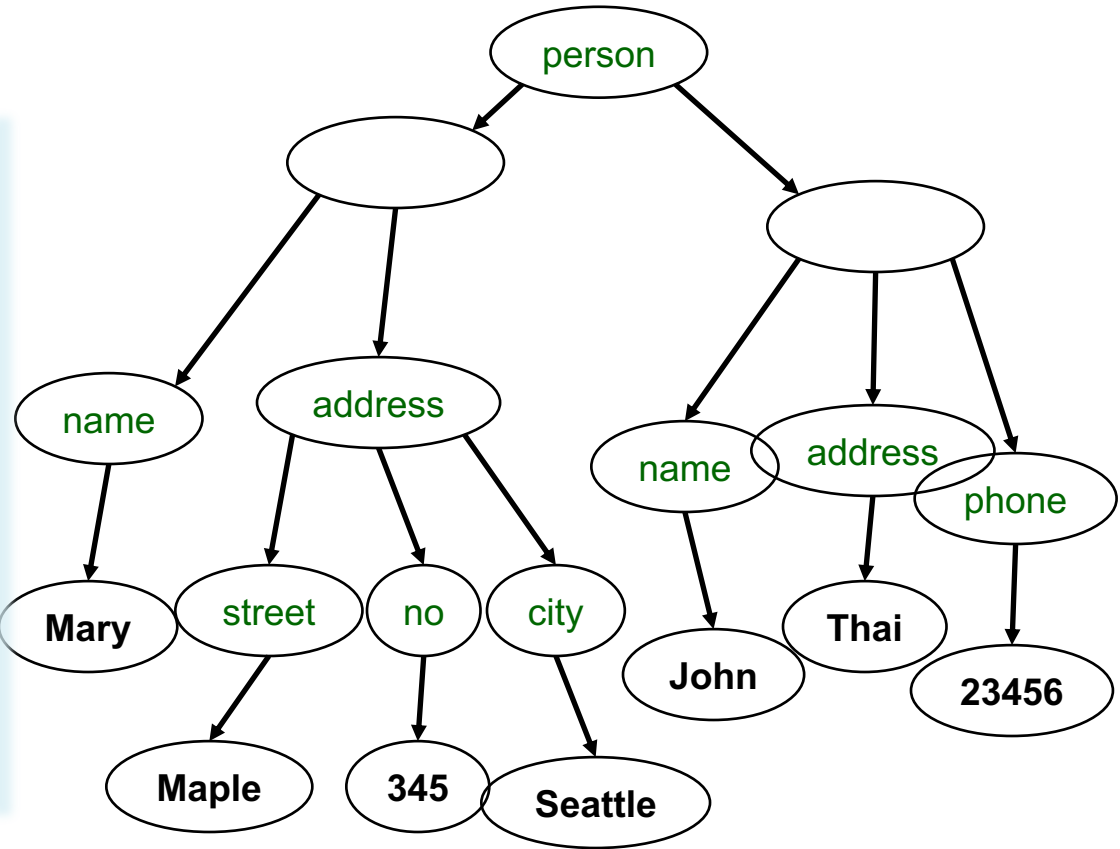 person
name
address
name
address
phone
Mary
street
no
city
John
Thai
23456
Maple
345
Seattle